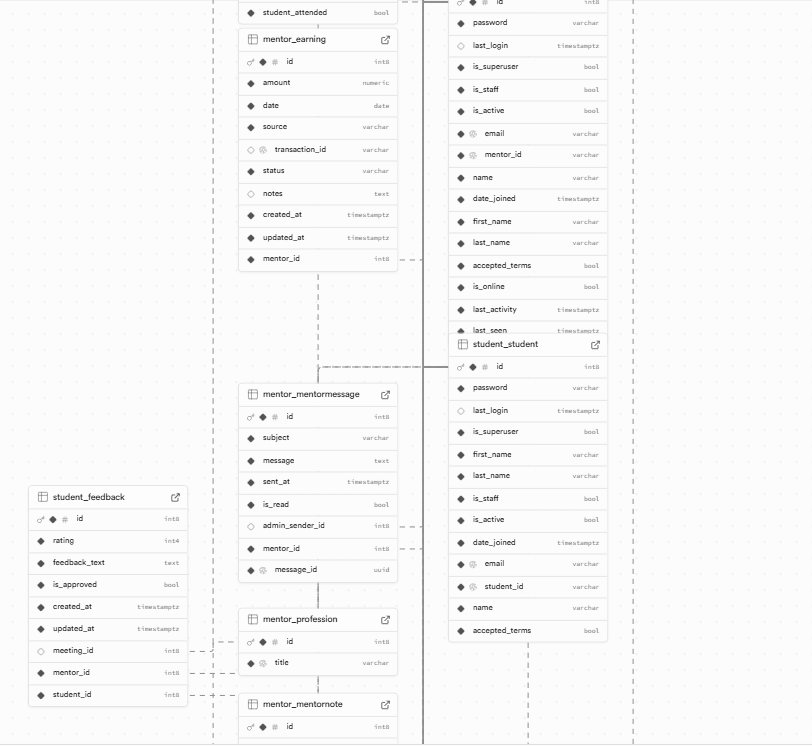 student_attended bool
mentor_earning
# id int8
amount numeric
date date
source varchar
transaction_id varchar
status varchar
notes text
created_at timestamptz
updated_at timestamptz
mentor_id int8
mentor_mentormessage
# id int8
subject varchar
message text
sent_at timestamptz
is_read bool
admin_sender_id int8
mentor_id int8
message_id uuid
mentor_profession
# id int8
title varchar
mentor_mentornote
# id int8
student_feedback
# id int8
rating int4
feedback_text text
is_approved bool
created_at timestamptz
updated_at timestamptz
meeting_id int8
mentor_id int8
student_id int8
# id int8
password varchar
last_login timestamptz
is_superuser bool
is_staff bool
is_active bool
email varchar
mentor_id varchar
name varchar
date_joined timestamptz
first_name varchar
last_name varchar
accepted_terms bool
is_online bool
last_activity timestamptz
last_seen timestamptz
student_student
# id int8
password varchar
last_login timestamptz
is_superuser bool
first_name varchar
last_name varchar
is_staff bool
is_active bool
date_joined timestamptz
email varchar
student_id varchar
name varchar
accepted_terms bool